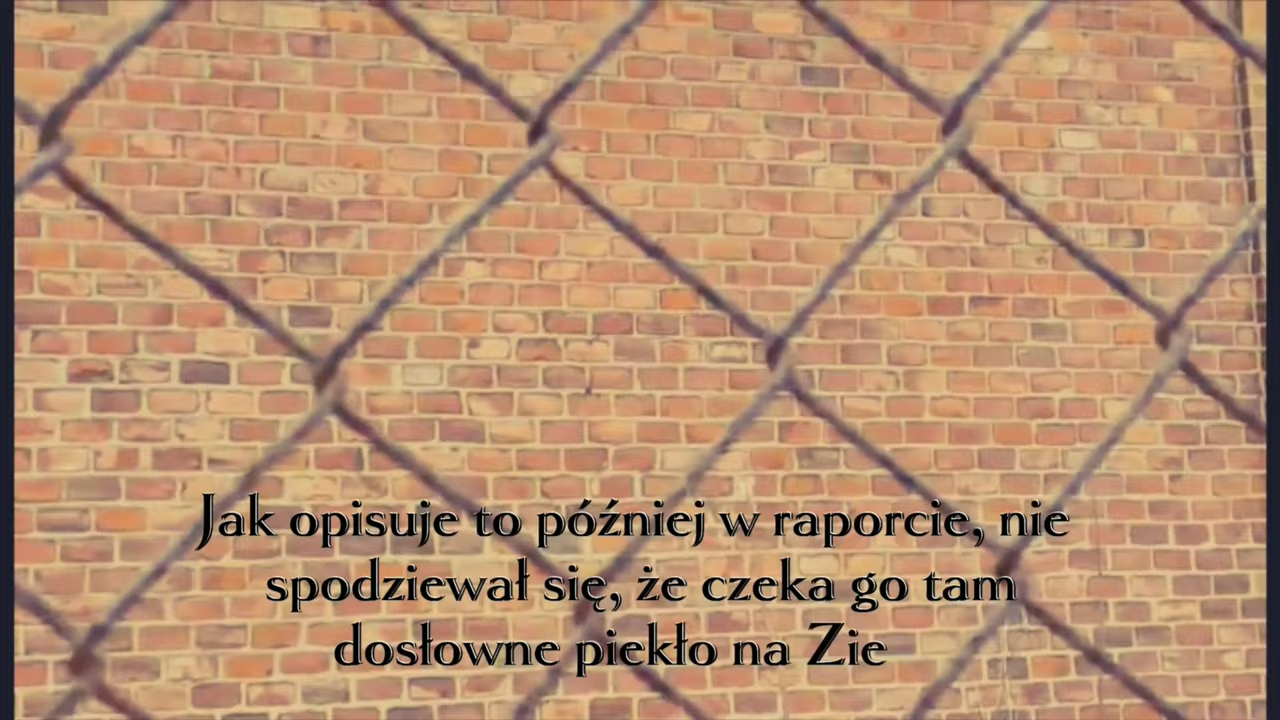 Jak opisuje to później w raporcie, nie
spodziewał się, że czeka go tam
dosłowne piekło na Zie